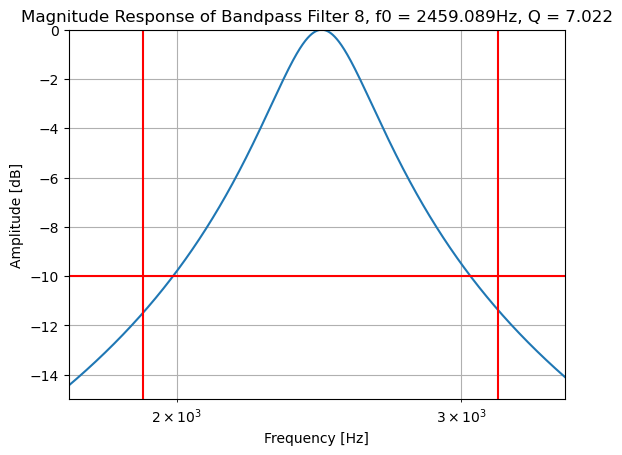 Magnitude Response of Bandpass Filter 8, f0 = 2459.089Hz, Q = 7.022
0
−2
−4
−6
−8
−10
−12
−14
Amplitude [dB]
2 × 10³
3 × 10³
Frequency [Hz]